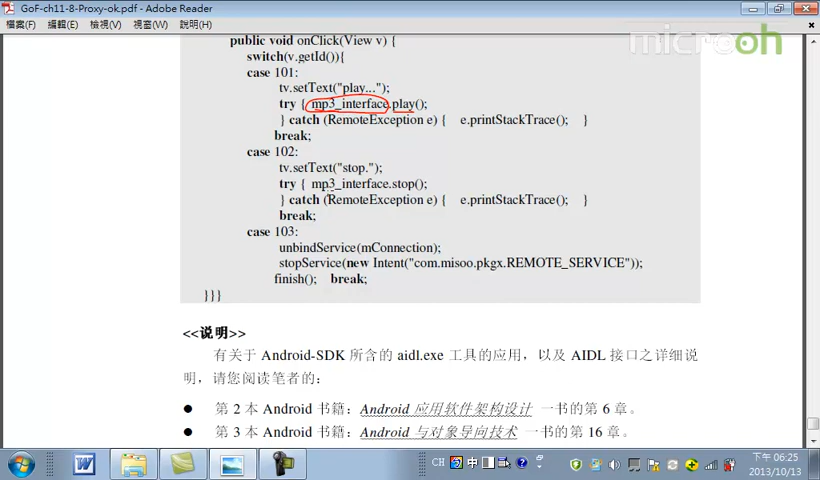 GoF-ch11-8-Proxy-ok.pdf - Adobe Reader
檔案(F) 編輯(E) 檢視(V) 視窗(W) 說明(H)
microoh
public void onClick(View v) {
switch(v.getId()){
case 101:
tv.setText("play...");
try { mp3_interface.play();
} catch (RemoteException e) { e.printStackTrace(); }
break;
case 102:
tv.setText("stop.");
try { mp3_interface.stop();
} catch (RemoteException e) { e.printStackTrace(); }
break;
case 103:
unbindService(mConnection);
stopService(new Intent("com.misoo.pkgx.REMOTE_SERVICE"));
finish(); break;
}}}
<<说明>>
有关于 Android-SDK 所含的 aidl.exe 工具的应用，以及 AIDL 接口之详细说
明，请您阅读笔者的：
● 第 2 本 Android 书籍：Android 应用软件架构设计 一书的第 6 章。
● 第 3 本 Android 书籍：Android 与对象导向技术 一书的第 16 章。
CH 中
下午 06:25
2013/10/13